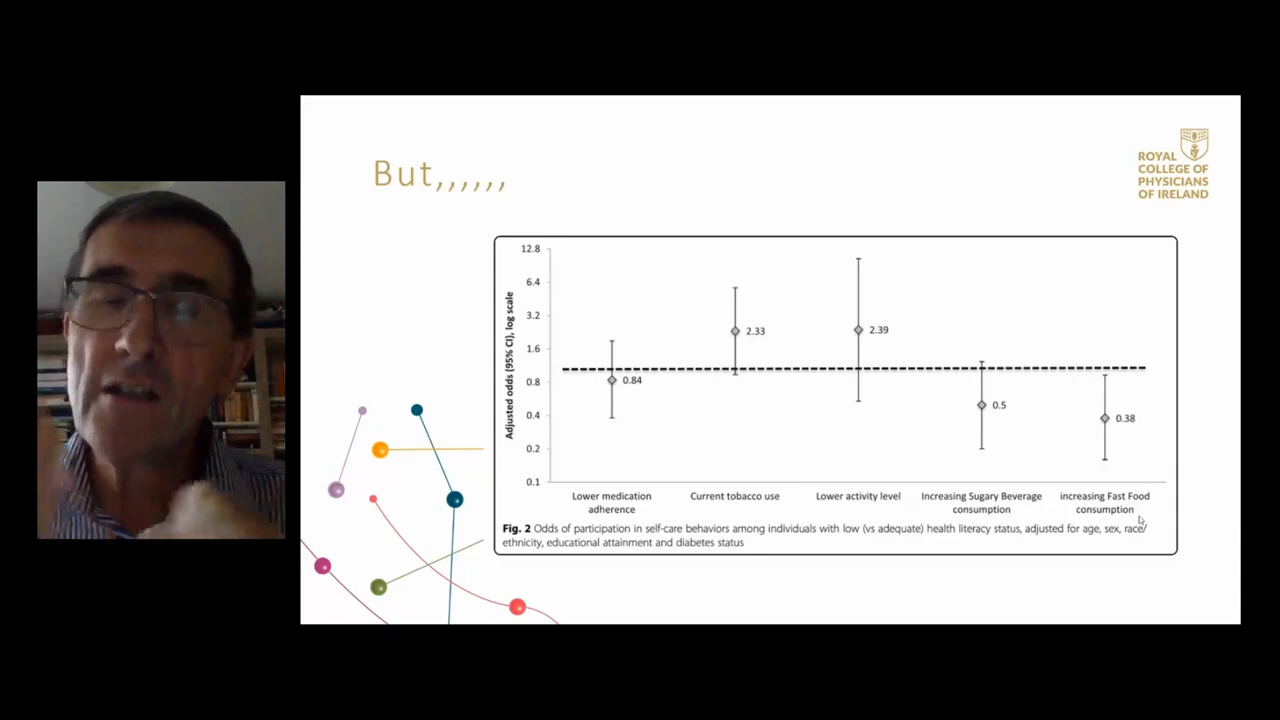 But,,,,,,
ROYAL
COLLEGE OF
PHYSICIANS
OF IRELAND
Adjusted odds (95% CI), log scale
12.8
6.4
3.2
1.6
0.8
0.4
0.2
0.1
0.84
2.33
2.39
0.5
0.38
Lower medication
adherence
Current tobacco use
Lower activity level
Increasing Sugary Beverage
consumption
increasing Fast Food
consumption
Fig. 2 Odds of participation in self-care behaviors among individuals with low (vs adequate) health literacy status, adjusted for age, sex, race/
ethnicity, educational attainment and diabetes status